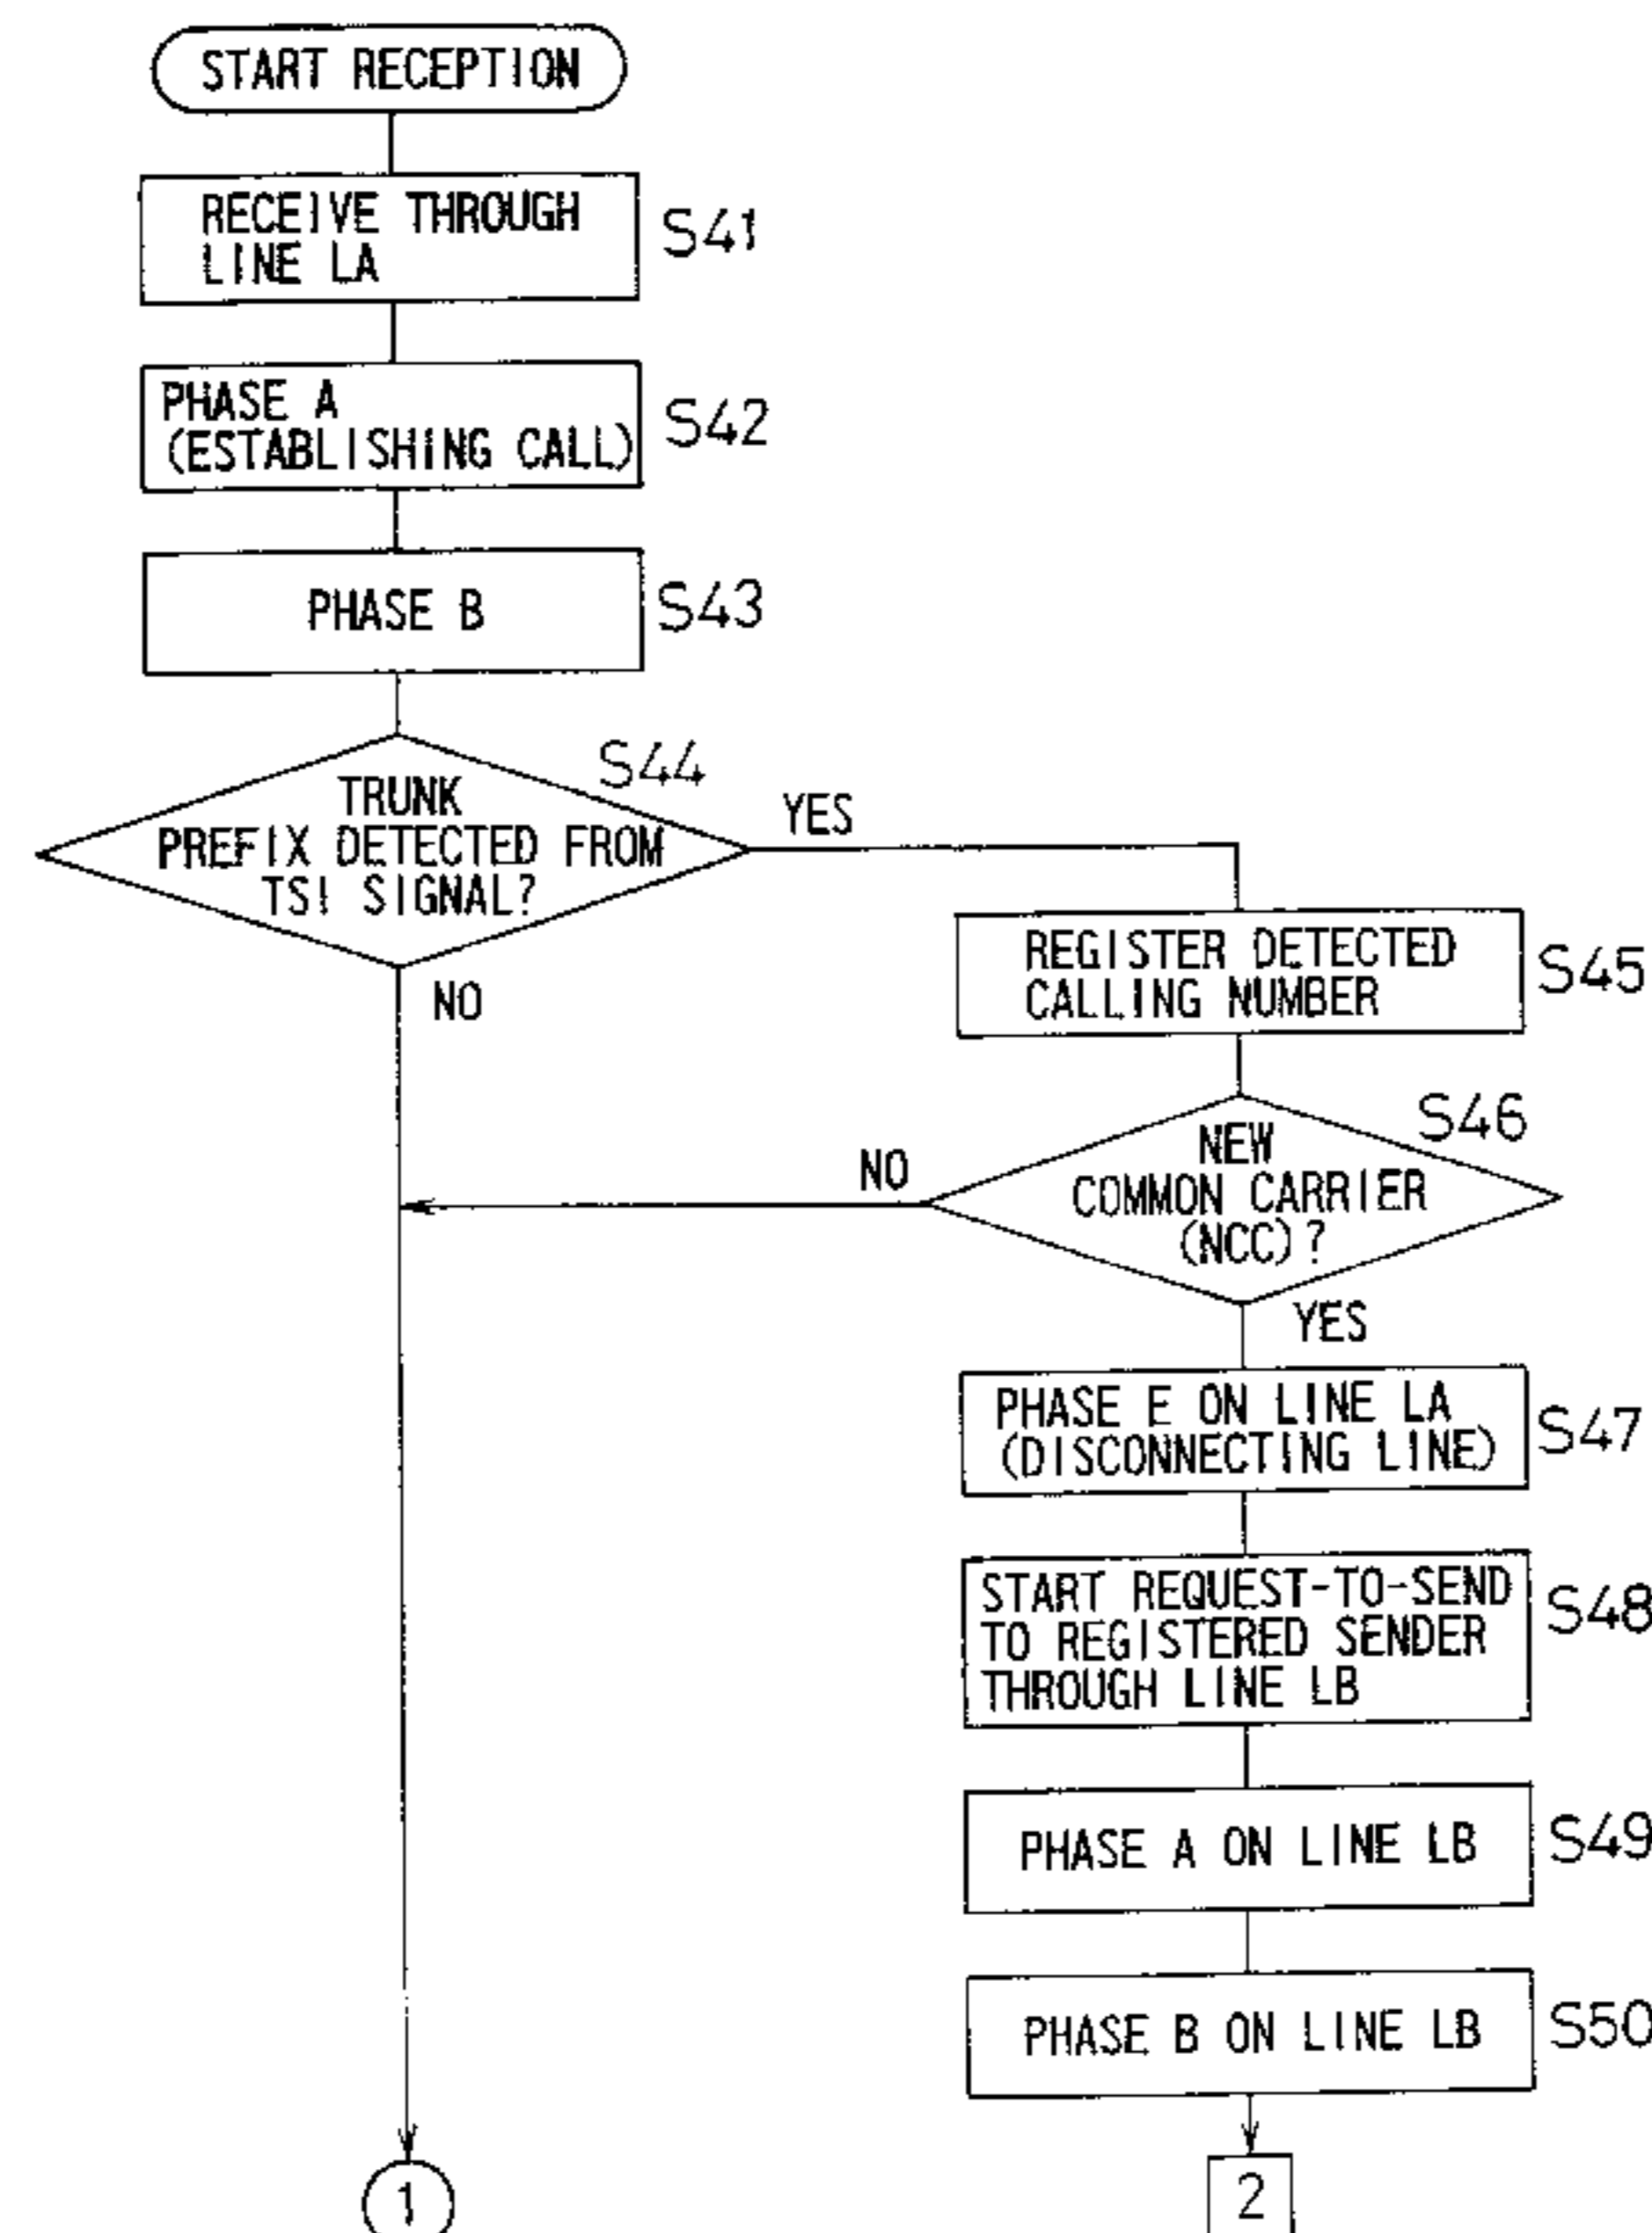 START RECEPTION
RECEIVE THROUGH
LINE LA
S41
PHASE A
(ESTABLISHING CALL)
S42
PHASE B
S43
S44
TRUNK
PREFIX DETECTED FROM
TSI SIGNAL?
YES
NO
REGISTER DETECTED
CALLING NUMBER
S45
S46
NEW
COMMON CARRIER
(NCC)?
NO
YES
PHASE E ON LINE LA
(DISCONNECTING LINE)
S47
START REQUEST-TO-SEND
TO REGISTERED SENDER
THROUGH LINE LB
S48
PHASE A ON LINE LB
S49
PHASE B ON LINE LB
S50
1
2